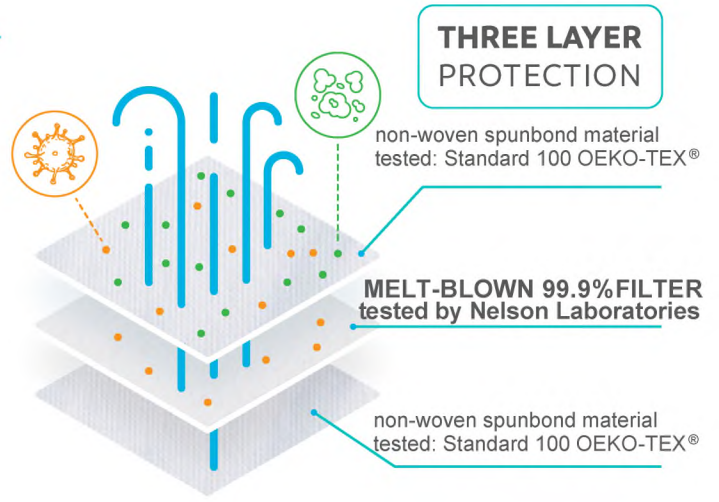 THREE LAYER
PROTECTION
non-woven spunbond material
tested: Standard 100 OEKO-TEX®
MELT-BLOWN 99.9%FILTER
tested by Nelson Laboratories
non-woven spunbond material
tested: Standard 100 OEKO-TEX®